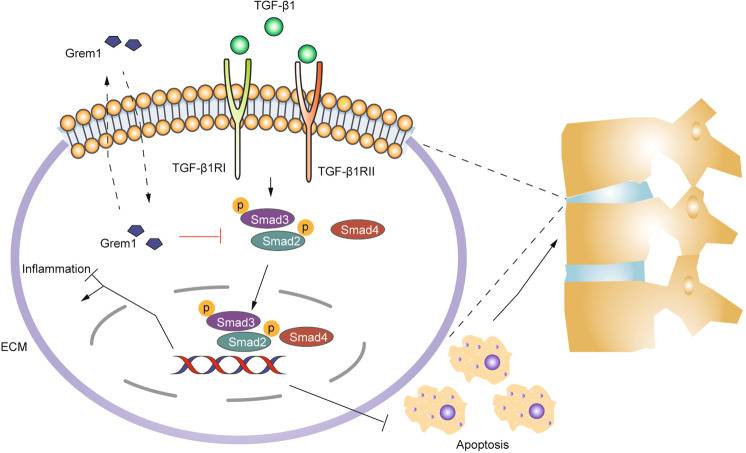 TGF-β1
Grem1
TGF-β1RI
TGF-β1RII
p
Smad3
p
Smad2
Smad4
Grem1
Inflammation
p
Smad3
p
Smad2
Smad4
ECM
Apoptosis